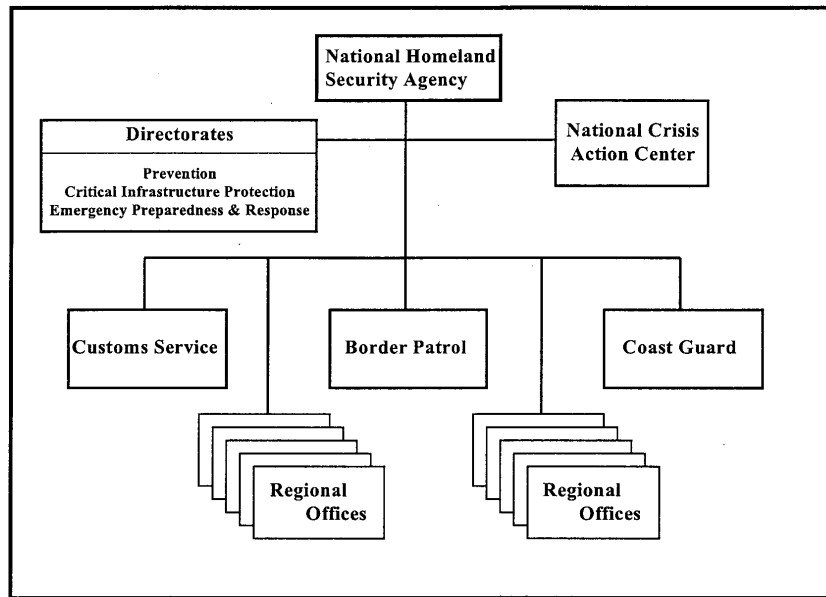 National Homeland
Security Agency
Directorates
Prevention
Critical Infrastructure Protection
Emergency Preparedness & Response
National Crisis
Action Center
Customs Service
Border Patrol
Coast Guard
Regional
Offices
Regional
Offices